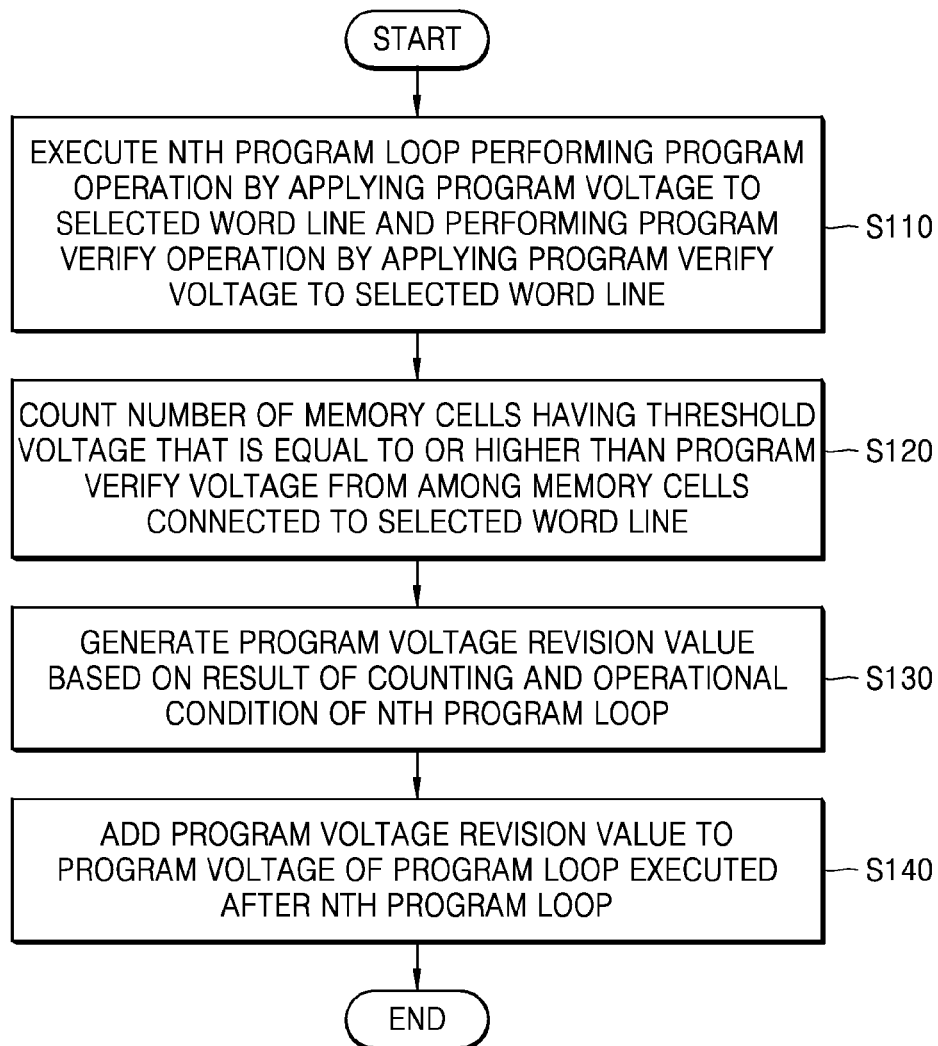 START
EXECUTE NTH PROGRAM LOOP PERFORMING PROGRAM
OPERATION BY APPLYING PROGRAM VOLTAGE TO
SELECTED WORD LINE AND PERFORMING PROGRAM
VERIFY OPERATION BY APPLYING PROGRAM VERIFY
VOLTAGE TO SELECTED WORD LINE
S110
COUNT NUMBER OF MEMORY CELLS HAVING THRESHOLD
VOLTAGE THAT IS EQUAL TO OR HIGHER THAN PROGRAM
VERIFY VOLTAGE FROM AMONG MEMORY CELLS
CONNECTED TO SELECTED WORD LINE
S120
GENERATE PROGRAM VOLTAGE REVISION VALUE
BASED ON RESULT OF COUNTING AND OPERATIONAL
CONDITION OF NTH PROGRAM LOOP
S130
ADD PROGRAM VOLTAGE REVISION VALUE TO
PROGRAM VOLTAGE OF PROGRAM LOOP EXECUTED
AFTER NTH PROGRAM LOOP
S140
END